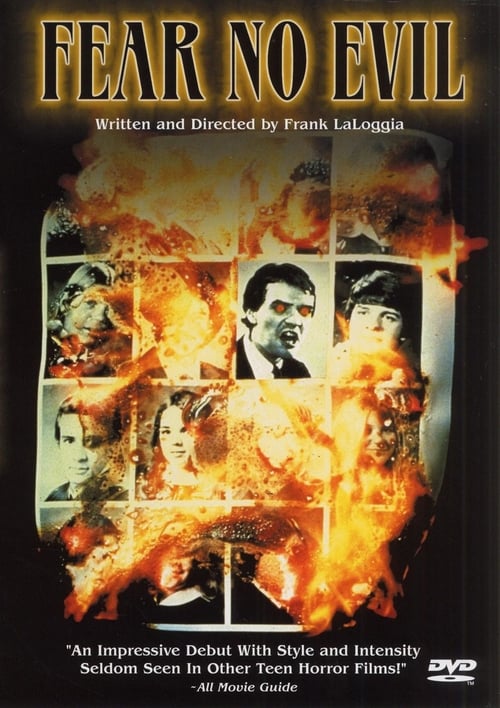 FEAR NO EVIL
Written and Directed by Frank LaLoggia
"An Impressive Debut With Style and Intensity
Seldom Seen In Other Teen Horror Films!"
~All Movie Guide
DVD
TM